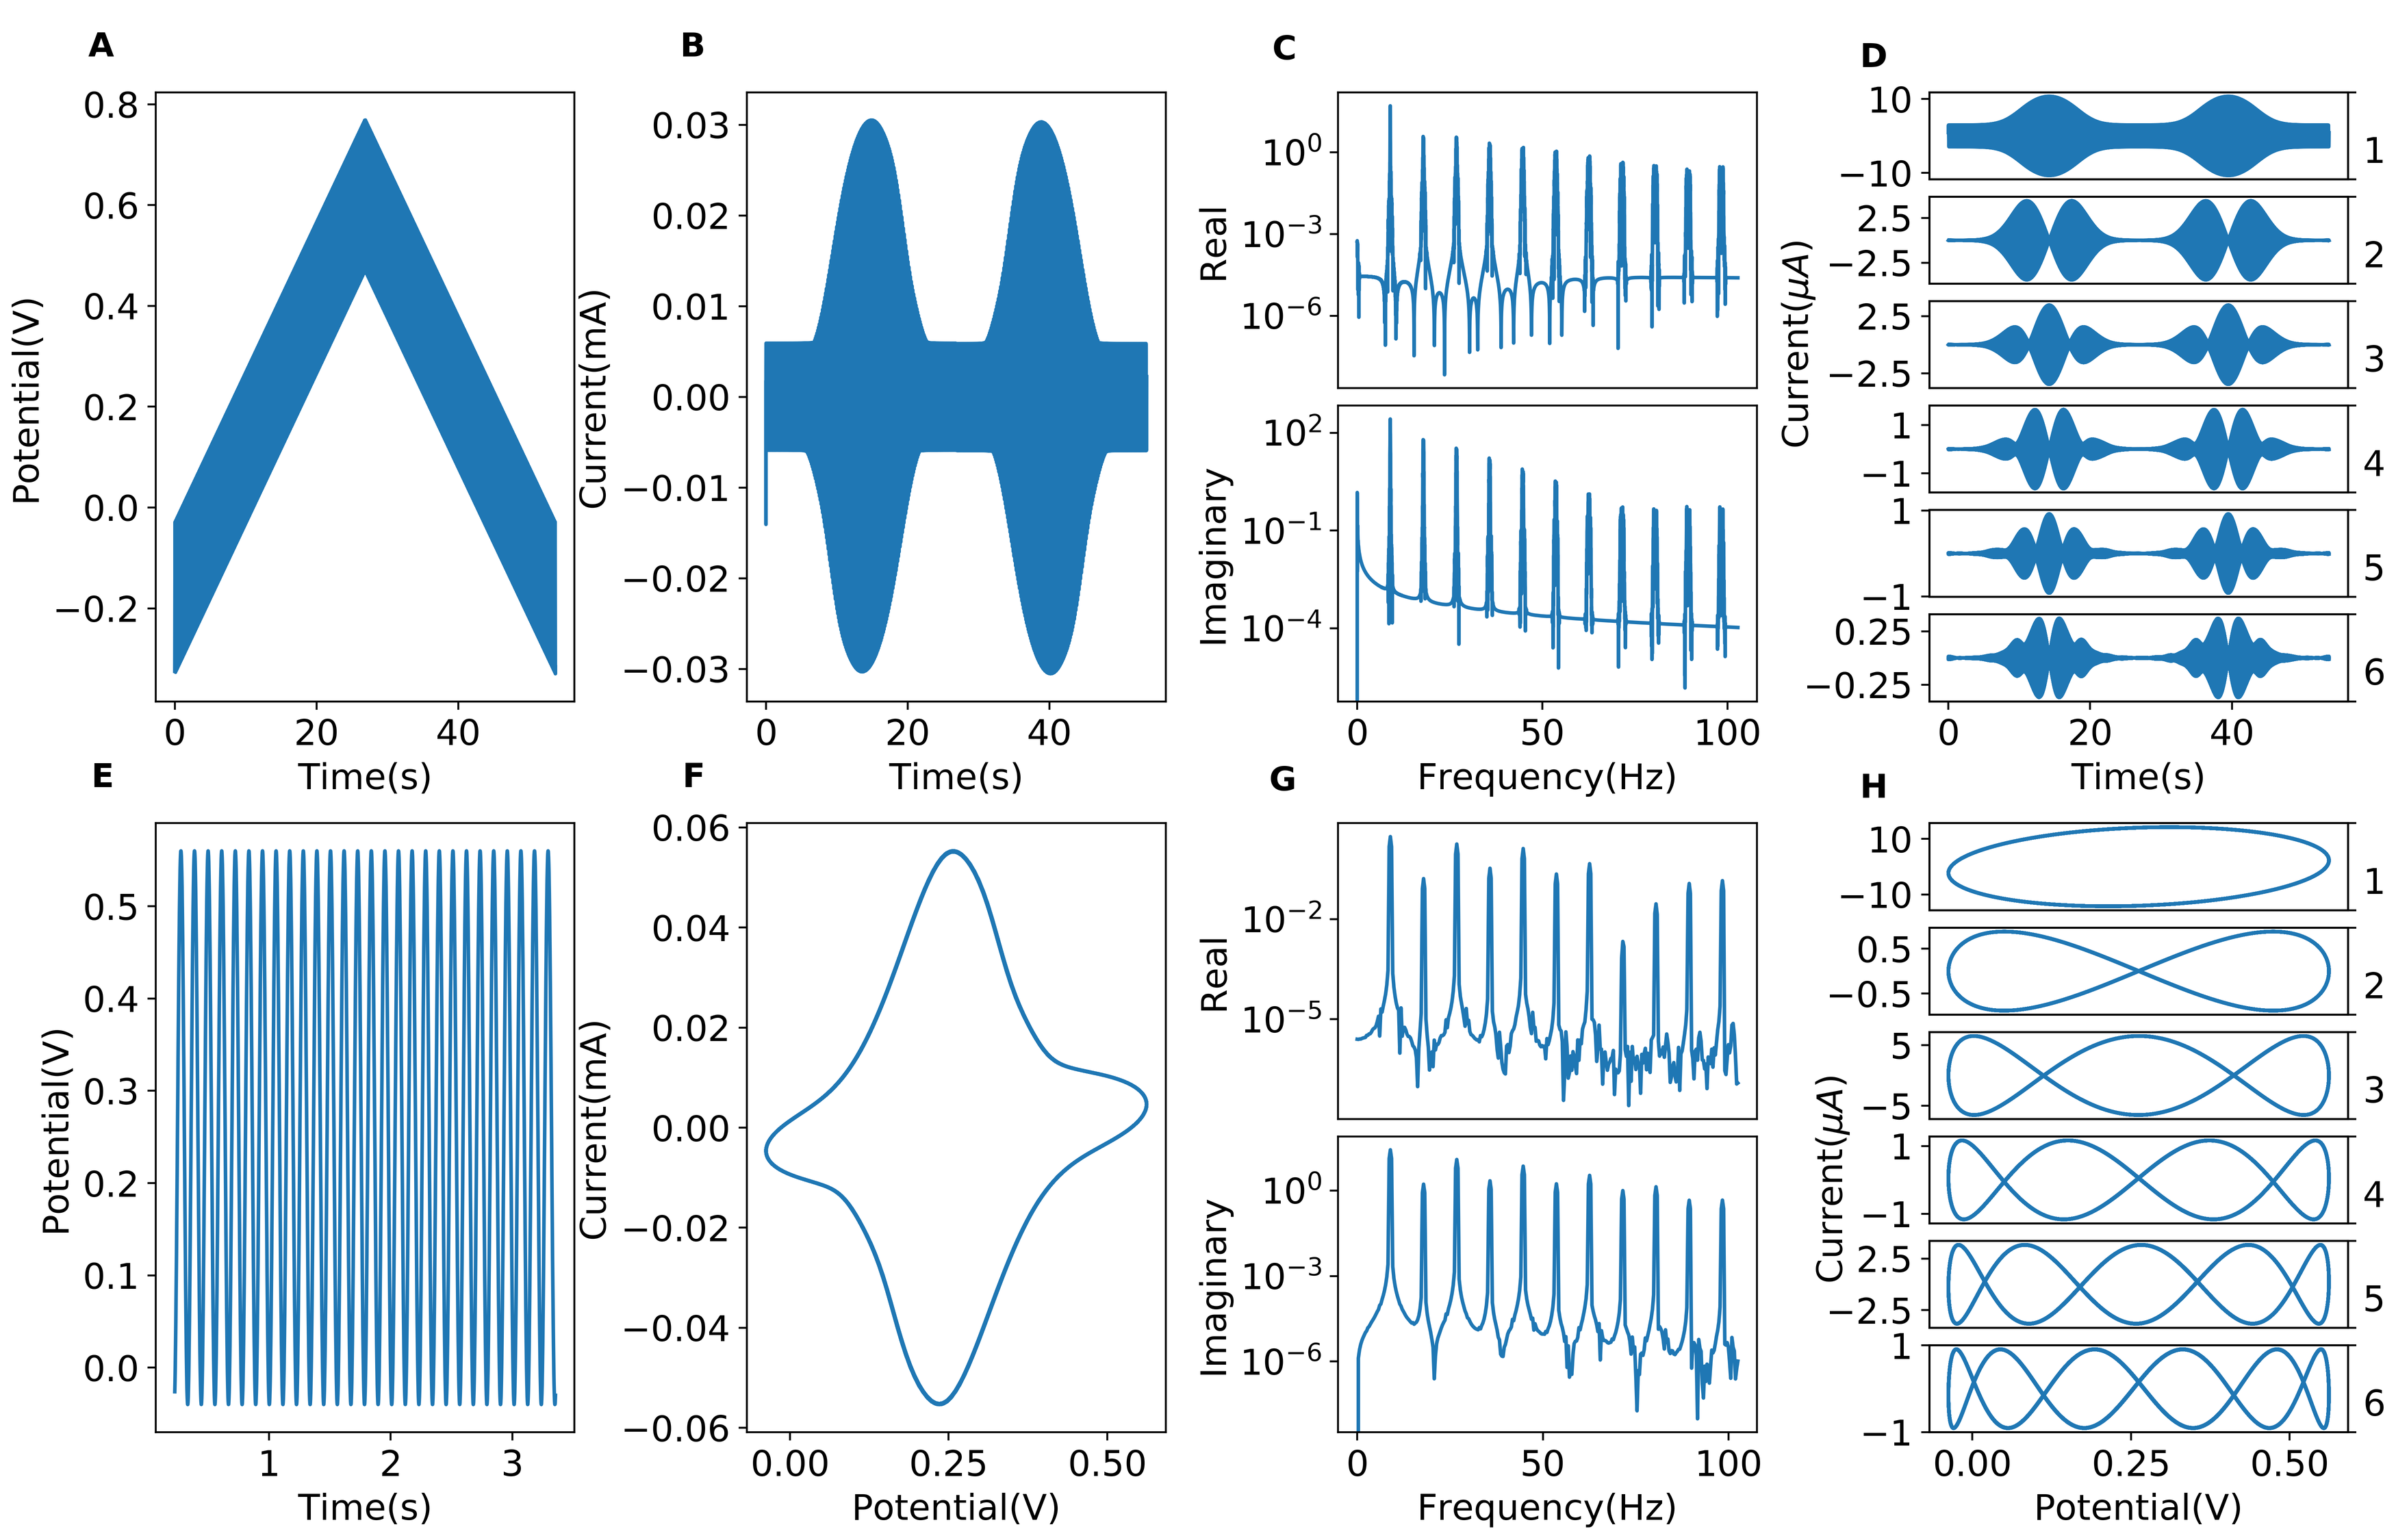 A
Potential(V)
0.8
0.6
0.4
0.2
0.0
−0.2
0 20 40
Time(s)
B
Current(mA)
0.03
0.02
0.01
0.00
−0.01
−0.02
−0.03
0 20 40
Time(s)
C
Real
10⁰
10⁻³
10⁻⁶
Imaginary
10²
10⁻¹
10⁻⁴
0 50 100
Frequency(Hz)
D
Current(μA)
10
−10
1
2.5
−2.5
2
2.5
−2.5
3
1
−1
4
1
−1
5
0.25
−0.25
6
0 20 40
Time(s)
E
Potential(V)
0.5
0.4
0.3
0.2
0.1
0.0
1 2 3
Time(s)
F
Current(mA)
0.06
0.04
0.02
0.00
−0.02
−0.04
−0.06
0.00 0.25 0.50
Potential(V)
G
Real
10⁻²
10⁻⁵
Imaginary
10⁰
10⁻³
10⁻⁶
0 50 100
Frequency(Hz)
H
Current(μA)
10
−10
1
0.5
−0.5
2
5
−5
3
1
−1
4
2.5
−2.5
5
1
−1
6
0.00 0.25 0.50
Potential(V)